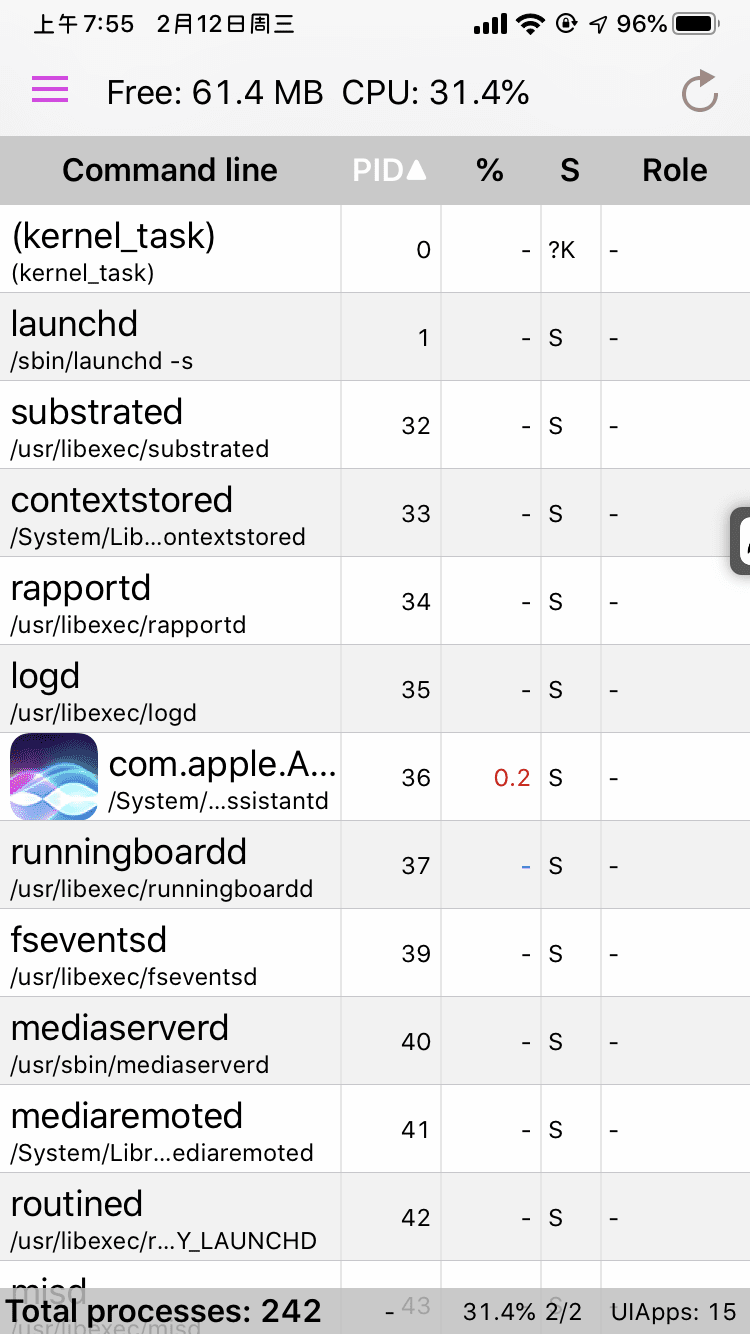 上午7:55 2月12日周三 96%
Free: 61.4 MB CPU: 31.4%
Command line PID▲ % S Role
(kernel_task) 0 - ?K -
(kernel_task)
launchd 1 - S -
/sbin/launchd -s
substrated 32 - S -
/usr/libexec/substrated
contextstored 33 - S -
/System/Lib...ontextstored
rapportd 34 - S -
/usr/libexec/rapportd
logd 35 - S -
/usr/libexec/logd
com.apple.A... 36 0.2 S -
/System/...ssistantd
runningboardd 37 - S -
/usr/libexec/runningboardd
fseventsd 39 - S -
/usr/libexec/fseventsd
mediaserverd 40 - S -
/usr/sbin/mediaserverd
mediaremoted 41 - S -
/System/Libr...ediaremoted
routined 42 - S -
/usr/libexec/r...Y_LAUNCHD
misd 43 - S -
/usr/libexec/misd
Total processes: 242 - 31.4% 2/2 UIApps: 15